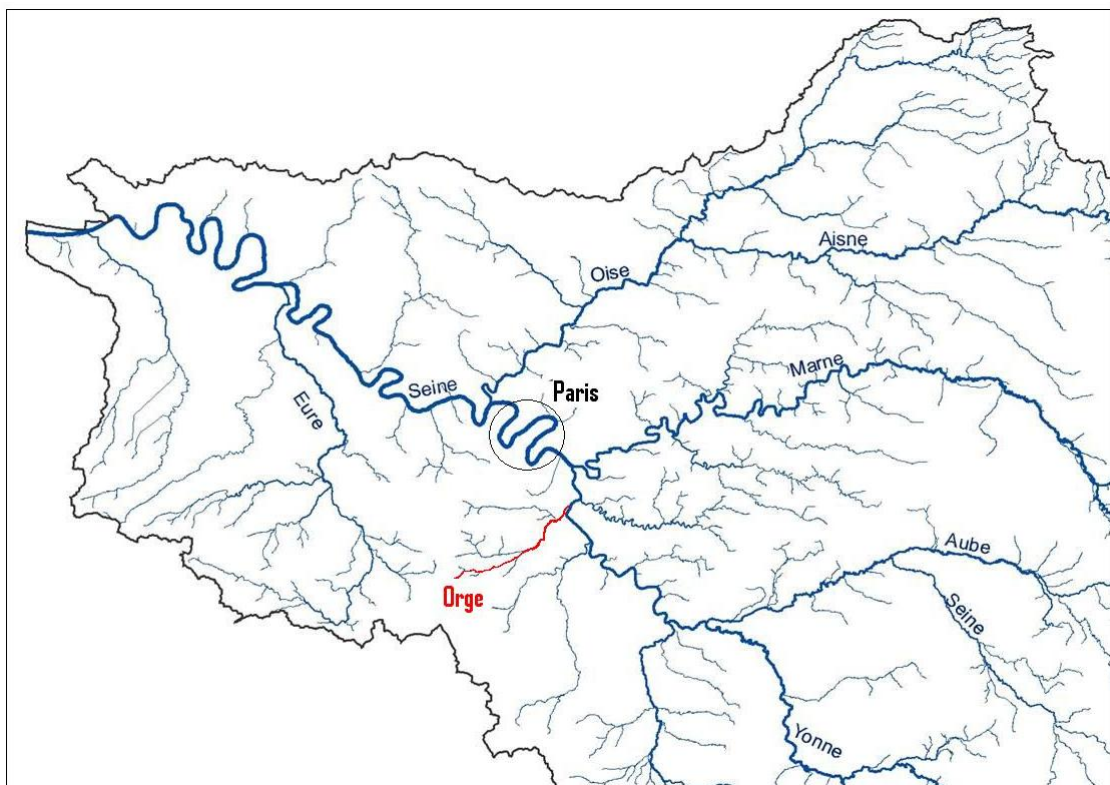 Aisne
Oise
Marne
Seine
Paris
Eure
Aube
Orge
Seine
Yonne